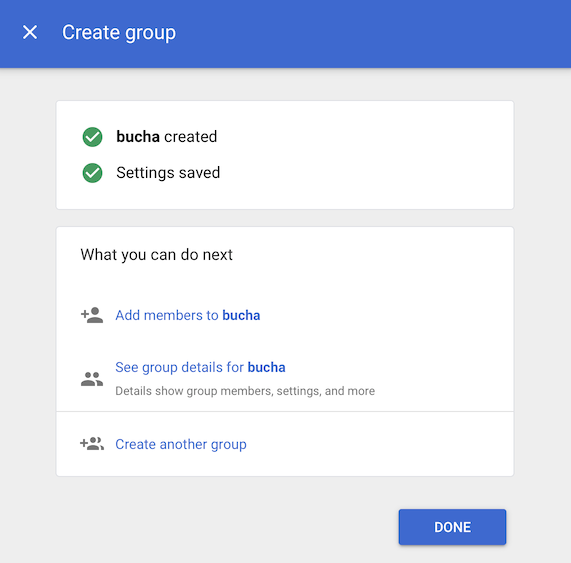 Create group
bucha created
Settings saved
What you can do next
Add members to bucha
See group details for bucha
Details show group members, settings, and more
Create another group
DONE